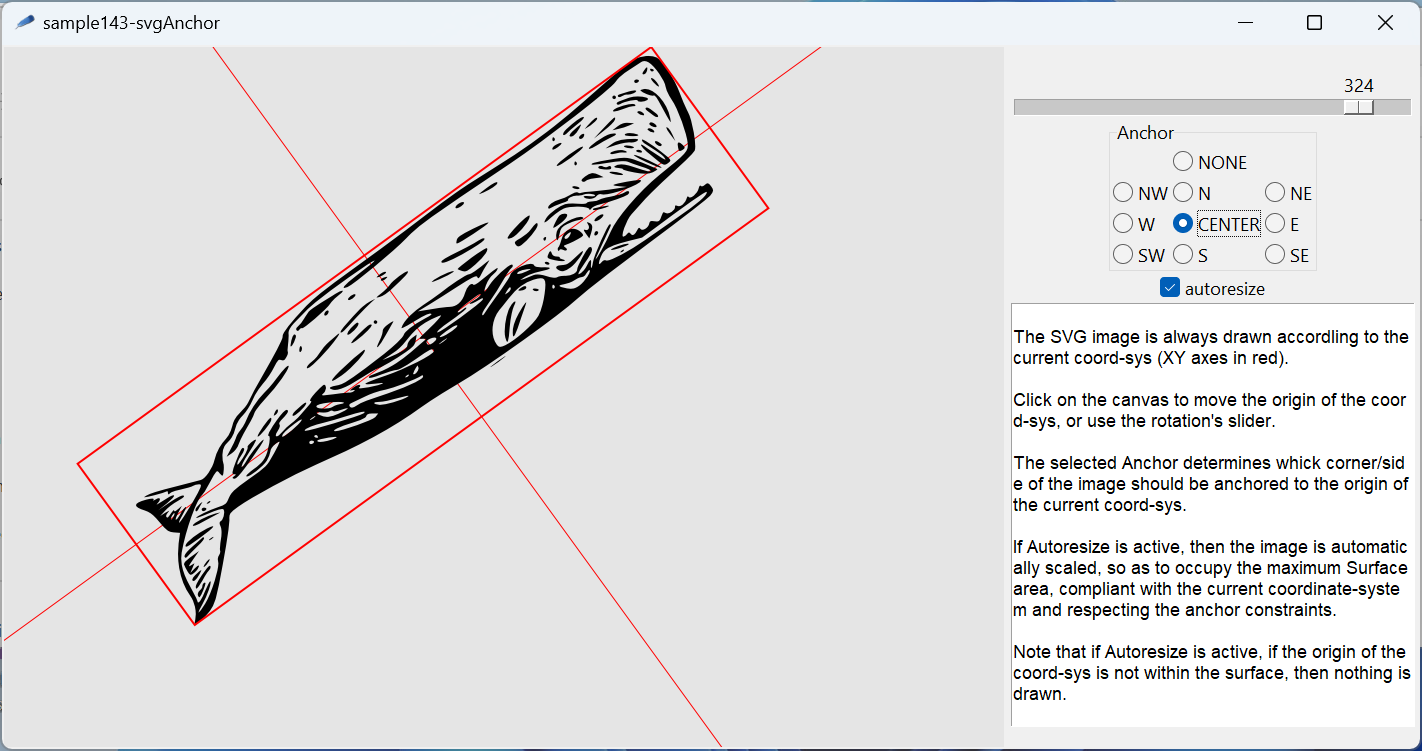 sample143-svgAnchor
324
Anchor
NONE
NW N NE
W CENTER E
SW S SE
autoresize
The SVG image is always drawn accordling to the
current coord-sys (XY axes in red).
Click on the canvas to move the origin of the coor
d-sys, or use the rotation's slider.
The selected Anchor determines whick corner/sid
e of the image should be anchored to the origin of
the current coord-sys.
If Autoresize is active, then the image is automatic
ally scaled, so as to occupy the maximum Surface
area, compliant with the current coordinate-syste
m and respecting the anchor constraints.
Note that if Autoresize is active, if the origin of the
coord-sys is not within the surface, then nothing is
drawn.